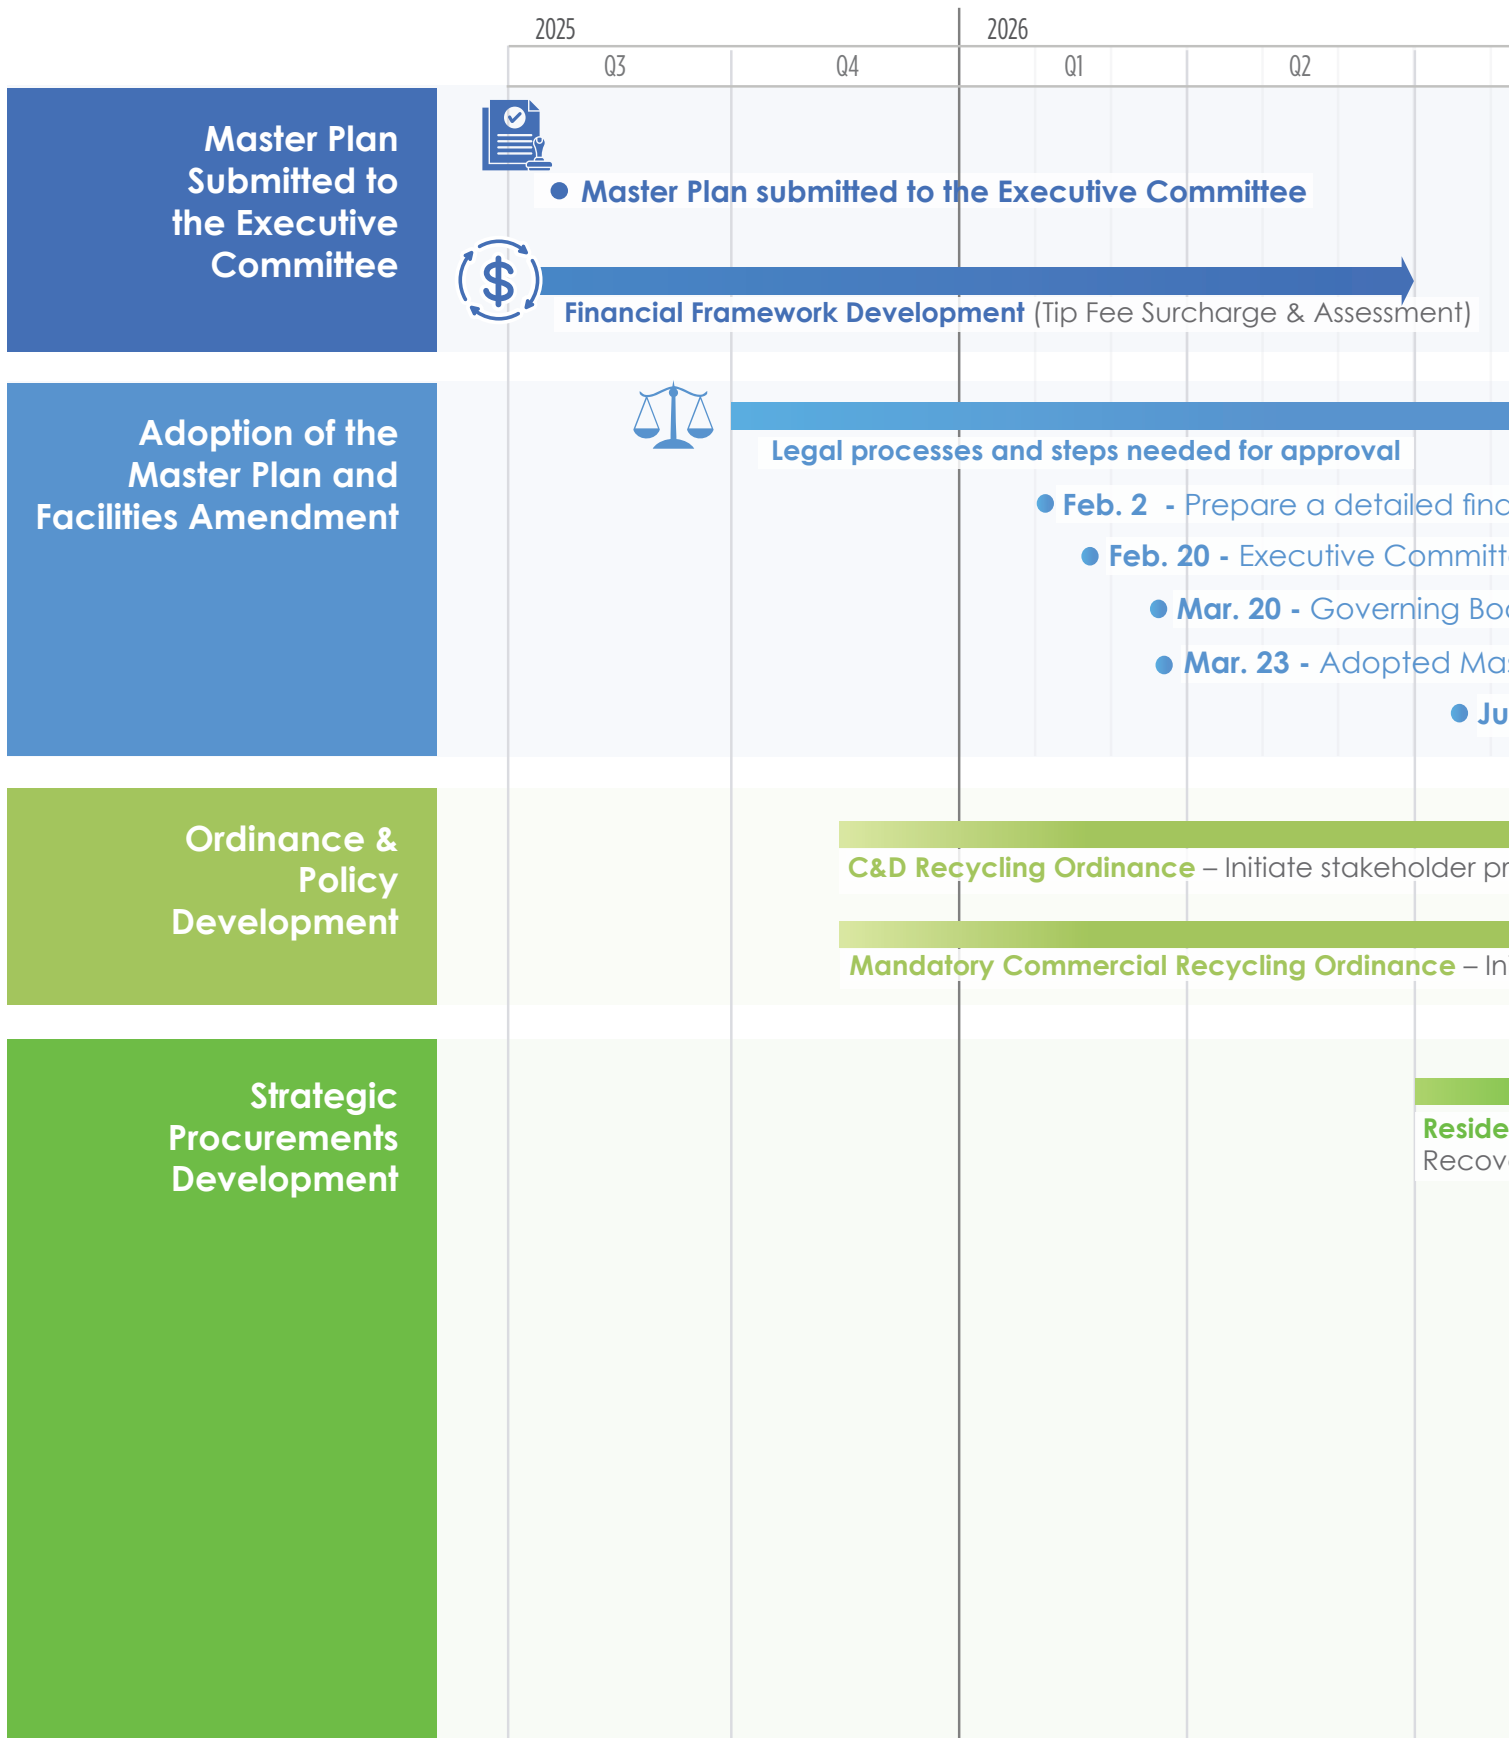 2025
2026
Q3
Q4
Q1
Q2
Master Plan
Submitted to
the Executive
Committee
Master Plan submitted to the Executive Committee
Financial Framework Development (Tip Fee Surcharge & Assessment)
Adoption of the
Master Plan and
Facilities Amendment
Legal processes and steps needed for approval
Feb. 2 - Prepare a detailed
Feb. 20 - Executive
Mar. 20 - Governing
Mar. 23 - Adopted
Ordinance &
Policy
Development
C&D Recycling Ordinance – Initiate stakeholder
Mandatory Commercial Recycling Ordinance –
Strategic
Procurements
Development